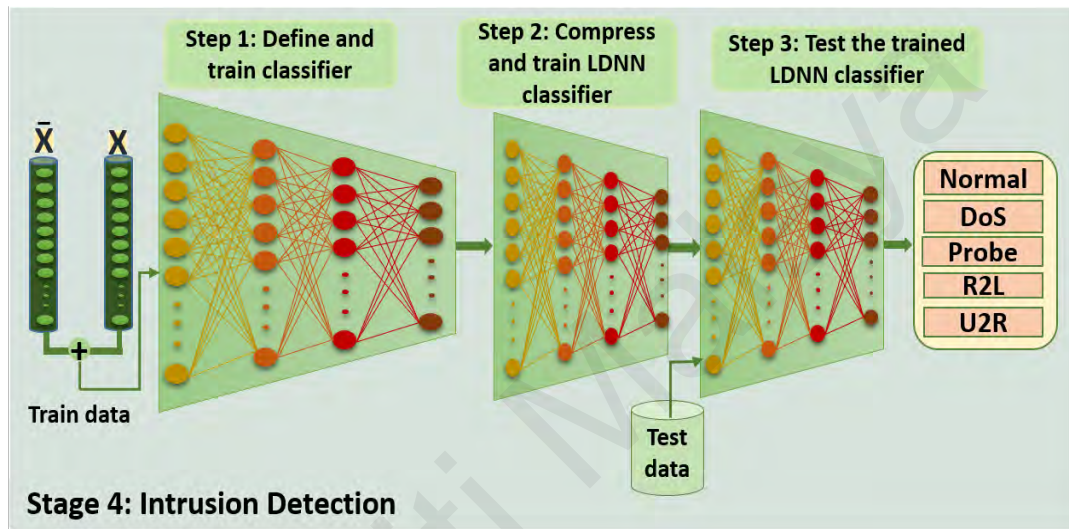 Step 1: Define and
train classifier
Step 2: Compress
and train LDNN
classifier
Step 3: Test the trained
LDNN classifier
X̄
X
+
Train data
Test
data
Normal
DoS
Probe
R2L
U2R
Stage 4: Intrusion Detection